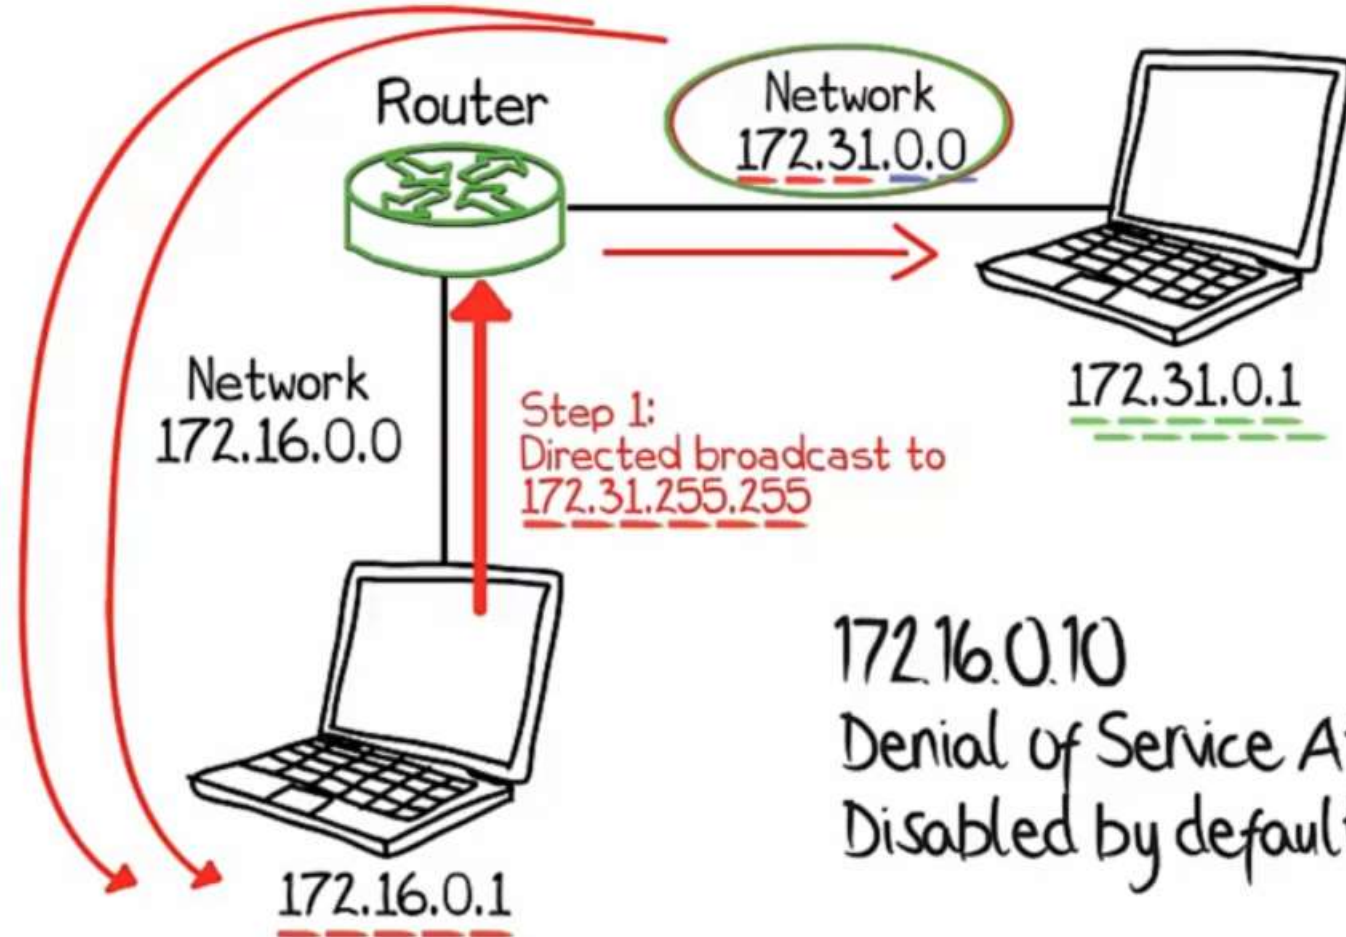 Router
Network
172.31.0.0
172.31.0.1
Network
172.16.0.0
Step 1:
Directed broadcast to
172.31.255.255
172.16.0.1
172.16.0.10
Denial of Service
Disabled by default